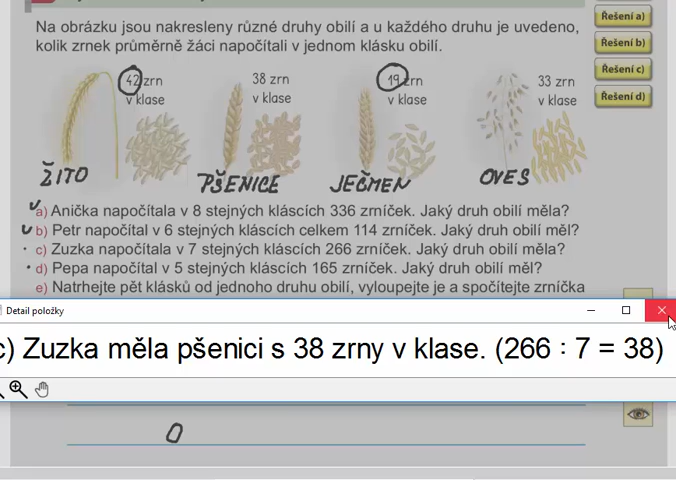 Na obrázku jsou nakresleny různé druhy obilí a u každého druhu je uvedeno,
kolik zrnek průměrně žáci napočítali v jednom klásku obilí.
Řešení a)
Řešení b)
Řešení c)
Řešení d)
42 zrn
v klase
38 zrn
v klase
19 zrn
v klase
33 zrn
v klase
ŽITO
PŠENICE
JEČMEN
OVES
a) Anička napočítala v 8 stejných kláscích 336 zrníček. Jaký druh obilí měla?
b) Petr napočítal v 6 stejných kláscích celkem 114 zrníček. Jaký druh obilí měl?
c) Zuzka napočítala v 7 stejných kláscích 266 zrníček. Jaký druh obilí měla?
d) Pepa napočítal v 5 stejných kláscích 165 zrníček. Jaký druh obilí měl?
e) Natrhejte pět klásků od jednoho druhu obilí, vyloupejte je a spočítejte zrníčka
Detail položky
c) Zuzka měla pšenici s 38 zrny v klase. (266 : 7 = 38)
O